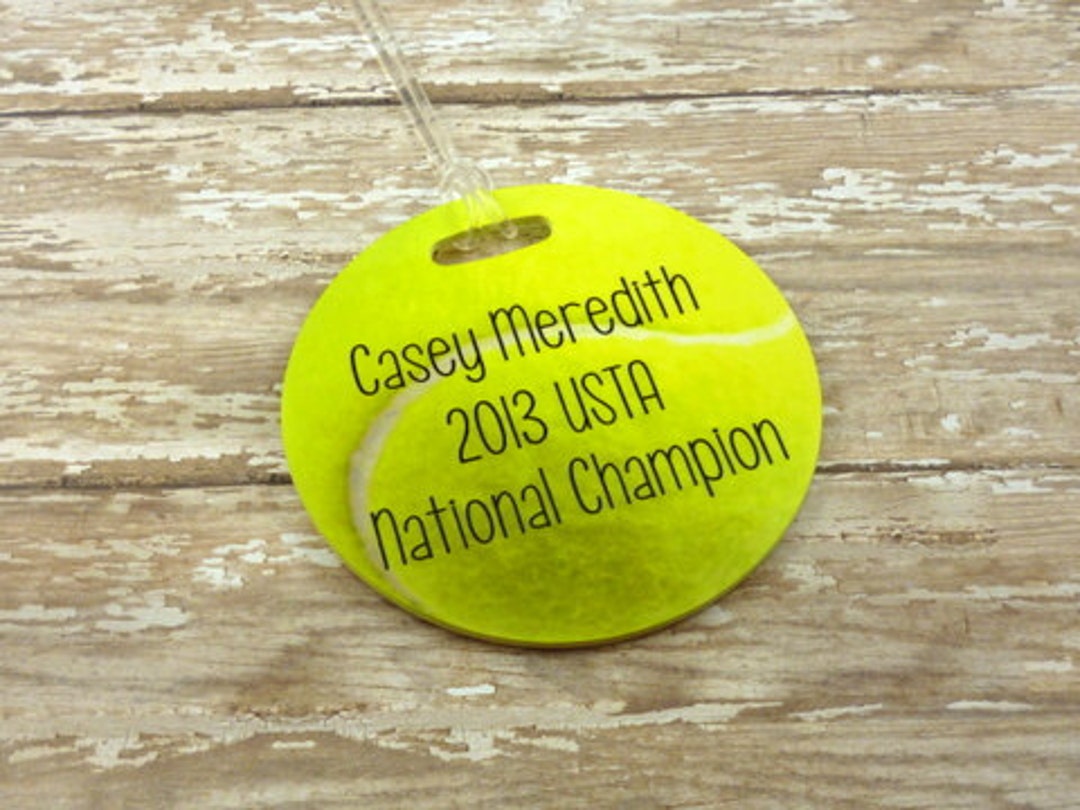 Casey Meredith
2013 USTA
National Champion